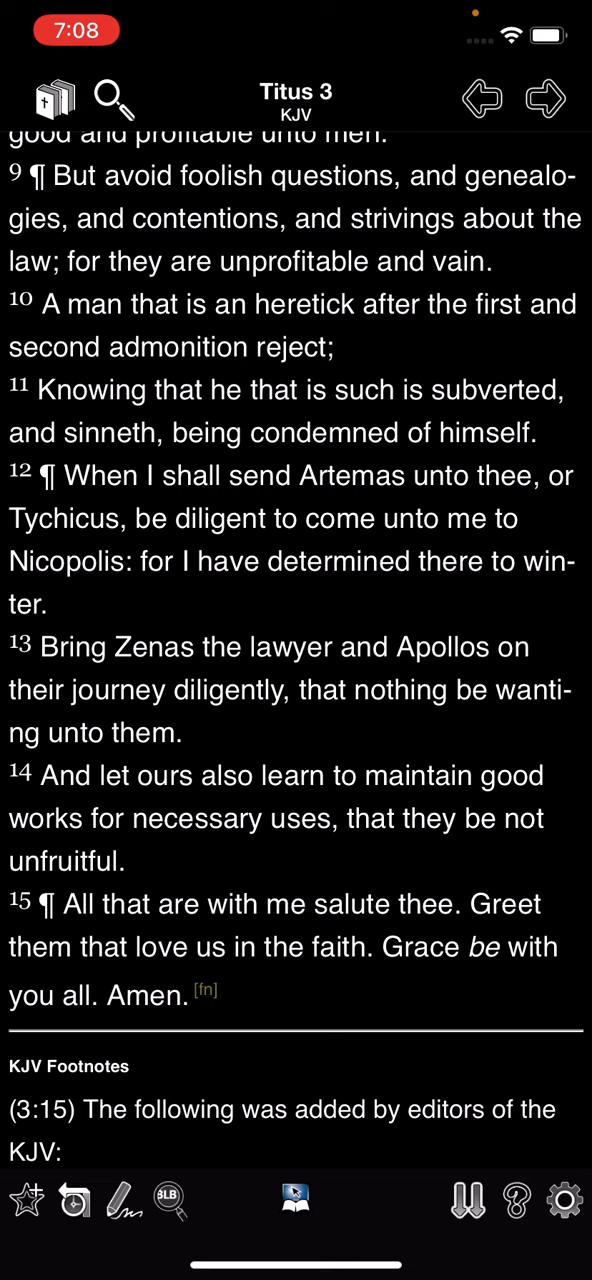 7:08
Titus 3
KJV
good and profitable unto men.
9 ¶ But avoid foolish questions, and genealo-
gies, and contentions, and strivings about the
law; for they are unprofitable and vain.
10 A man that is an heretick after the first and
second admonition reject;
11 Knowing that he that is such is subverted,
and sinneth, being condemned of himself.
12 ¶ When I shall send Artemas unto thee, or
Tychicus, be diligent to come unto me to
Nicopolis: for I have determined there to win-
ter.
13 Bring Zenas the lawyer and Apollos on
their journey diligently, that nothing be wanti-
ng unto them.
14 And let ours also learn to maintain good
works for necessary uses, that they be not
unfruitful.
15 ¶ All that are with me salute thee. Greet
them that love us in the faith. Grace be with
you all. Amen. [fn]
KJV Footnotes
(3:15) The following was added by editors of the
KJV:
BLB